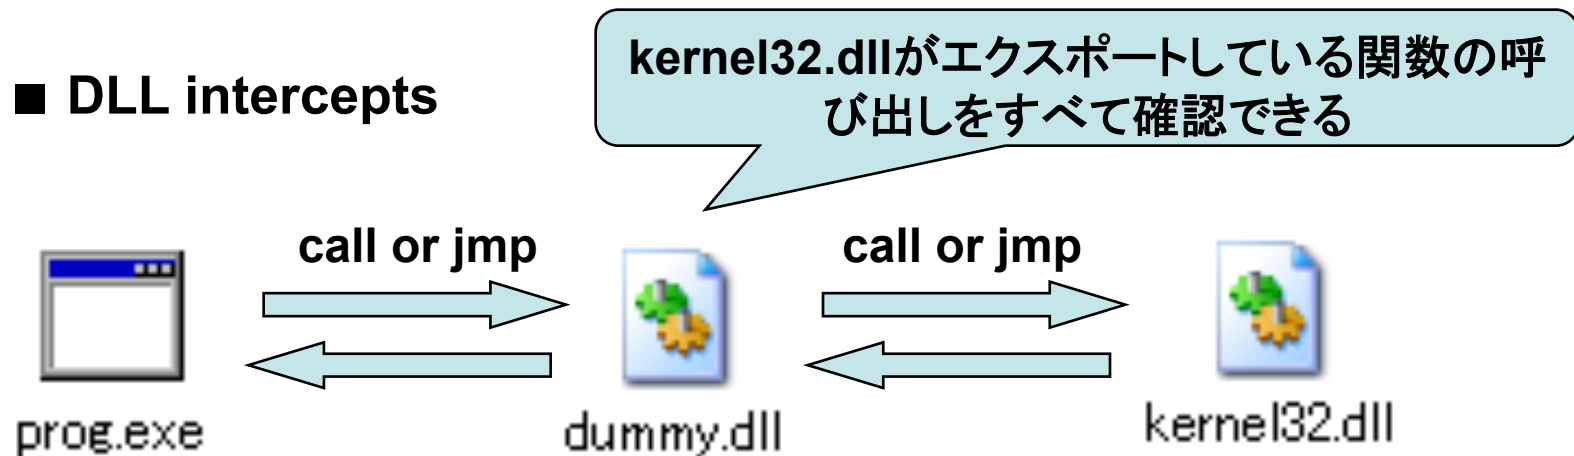 kernel32.dllがエクスポートしている関数の呼
び出しをすべて確認できる
■ DLL intercepts
call or jmp
call or jmp
prog.exe
dummy.dll
kernel32.dll